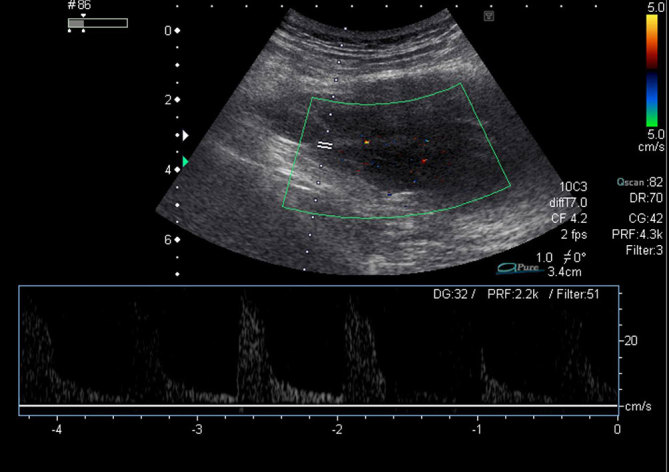 #86
5.0
0
2
4
6
5.0
cm/s
10C3
diffT7.0
CF 4.2
2 fps
Qscan:82
DR:70
CG:42
PRF:4.3k
Filter:3
1.0 ≠0°
3.4cm
aPure
DG:32 / PRF:2.2k / Filter:51
20
cm/s
-4 -3 -2 -1 0